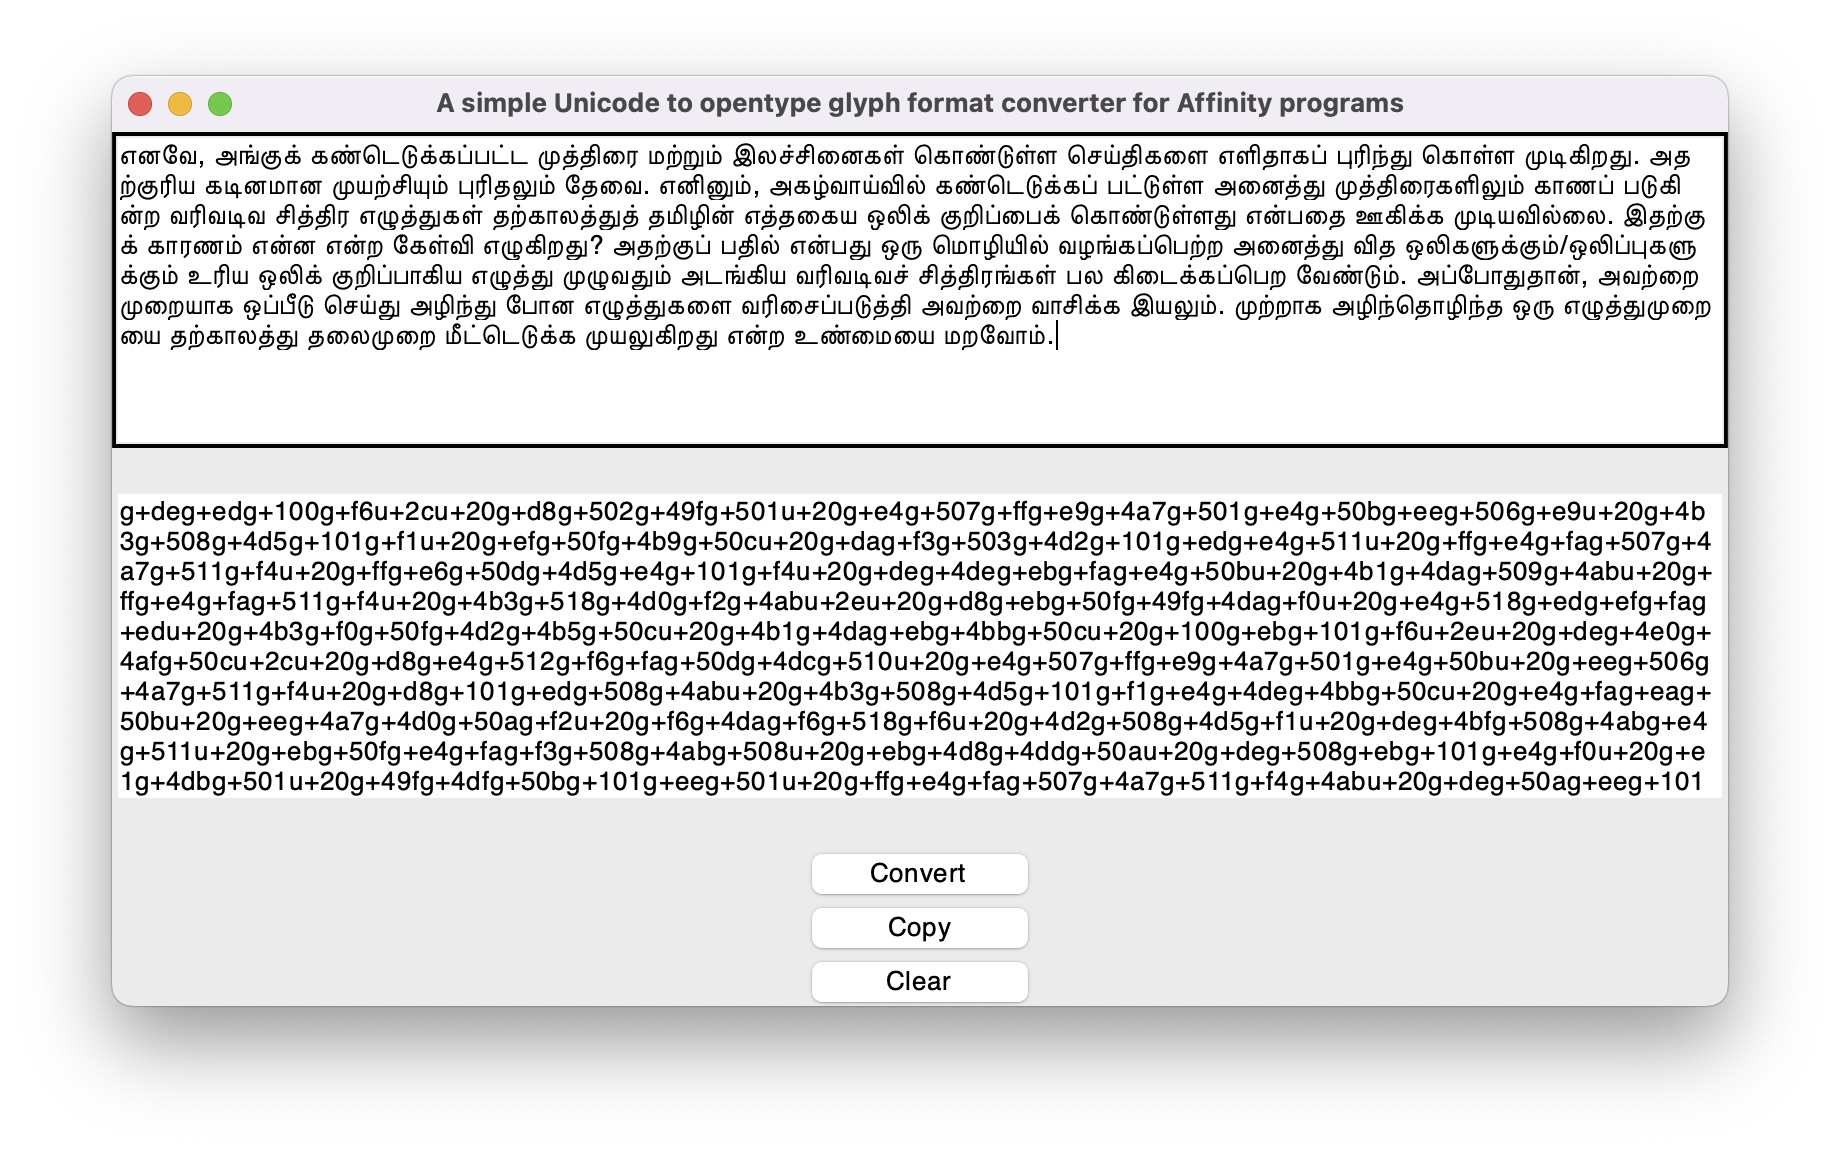 A simple Unicode to opentype glyph format converter for Affinity programs
எனவே, அங்குக் கண்டெடுக்கப்பட்ட முத்திரை மற்றும் இலச்சினைகள் கொண்டுள்ள செய்திகளை எளிதாகப் புரிந்து கொள்ள முடிகிறது. அத
ற்குரிய கடினமான முயற்சியும் புரிதலும் தேவை. எனினும், அகழ்வாய்வில் கண்டெடுக்கப் பட்டுள்ள அனைத்து முத்திரைகளிலும் காணப் படுகி
ன்ற வரிவடிவ சித்திர எழுத்துகள் தற்காலத்துத் தமிழின் எத்தகைய ஒலிக் குறிப்பைக் கொண்டுள்ளது என்பதை ஊகிக்க முடியவில்லை. இதற்கு
க் காரணம் என்ன என்ற கேள்வி எழுகிறது? அதற்குப் பதில் என்பது ஒரு மொழியில் வழங்கப்பெற்ற அனைத்து வித ஒலிகளுக்கும்/ஒலிப்புகளு
க்கும் உரிய ஒலிக் குறிப்பாகிய எழுத்து முழுவதும் அடங்கிய வரிவடிவச் சித்திரங்கள் பல கிடைக்கப்பெற வேண்டும். அப்போதுதான், அவற்றை
முறையாக ஒப்பீடு செய்து அழிந்து போன எழுத்துகளை வரிசைப்படுத்தி அவற்றை வாசிக்க இயலும். முற்றாக அழிந்தொழிந்த ஒரு எழுத்துமுறை
யை தற்காலத்து தலைமுறை மீட்டெடுக்க முயலுகிறது என்ற உண்மையை மறவோம்.
g+deg+edg+100g+f6u+2cu+20g+d8g+502g+49fg+501u+20g+e4g+507g+ffg+e9g+4a7g+501g+e4g+50bg+eeg+506g+e9u+20g+4b
3g+508g+4d5g+101g+f1u+20g+efg+50fg+4b9g+50cu+20g+dag+f3g+503g+4d2g+101g+edg+e4g+511u+20g+ffg+e4g+fag+507g+4
a7g+511g+f4u+20g+ffg+e6g+50dg+4d5g+e4g+101g+f4u+20g+deg+4deg+ebg+fag+e4g+50bu+20g+4b1g+4dag+509g+4abu+20g+
ffg+e4g+fag+511g+f4u+20g+4b3g+518g+4d0g+f2g+4abu+2eu+20g+d8g+ebg+50fg+49fg+4dag+f0u+20g+e4g+518g+edg+efg+fag
+edu+20g+4b3g+f0g+50fg+4d2g+4b5g+50cu+20g+4b1g+4dag+ebg+4bbg+50cu+20g+100g+ebg+101g+f6u+2eu+20g+deg+4e0g+
4afg+50cu+2cu+20g+d8g+e4g+512g+f6g+fag+50dg+4dcg+510u+20g+e4g+507g+ffg+e9g+4a7g+501g+e4g+50bu+20g+eeg+506g
+4a7g+511g+f4u+20g+d8g+101g+edg+508g+4abu+20g+4b3g+508g+4d5g+101g+f1g+e4g+4deg+4bbg+50cu+20g+e4g+fag+eag+
50bu+20g+eeg+4a7g+4d0g+50ag+f2u+20g+f6g+4dag+f6g+518g+f6u+20g+4d2g+508g+4d5g+f1u+20g+deg+4bfg+508g+4abg+e4
g+511u+20g+ebg+50fg+e4g+fag+f3g+508g+4abg+508u+20g+ebg+4d8g+4ddg+50au+20g+deg+508g+ebg+101g+e4g+f0u+20g+e
1g+4dbg+501u+20g+49fg+4dfg+50bg+101g+eeg+501u+20g+ffg+e4g+fag+507g+4a7g+511g+f4g+4abu+20g+deg+50ag+eeg+101
Convert
Copy
Clear